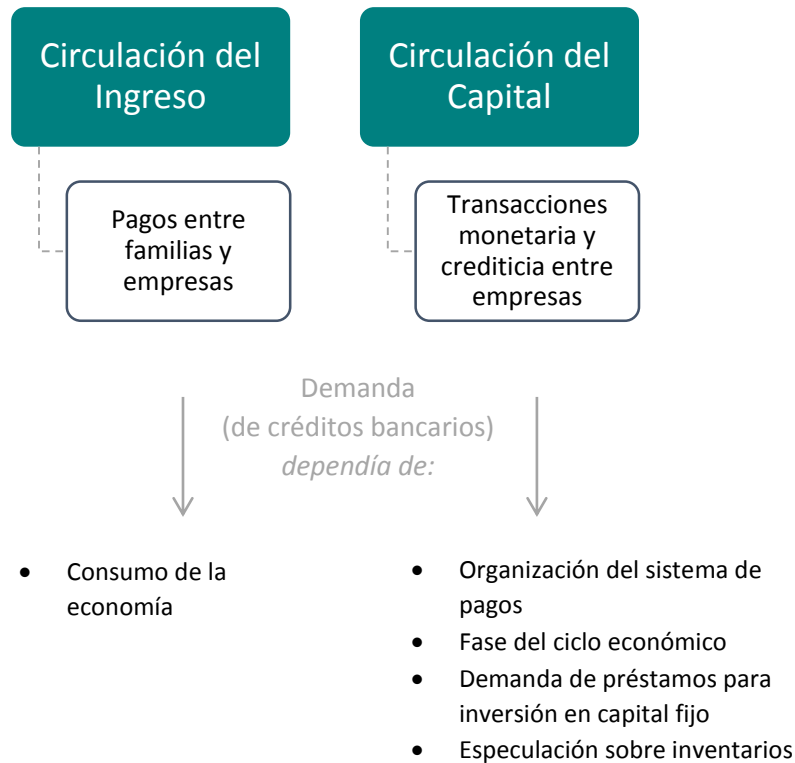 Circulación del
Ingreso
Circulación del
Capital
Pagos entre
familias y
empresas
Transacciones
monetaria y
crediticia entre
empresas
Demanda
(de créditos bancarios)
dependía de:
• Consumo de la
economía
• Organización del sistema de
pagos
• Fase del ciclo económico
• Demanda de préstamos para
inversión en capital fijo
• Especulación sobre inventarios